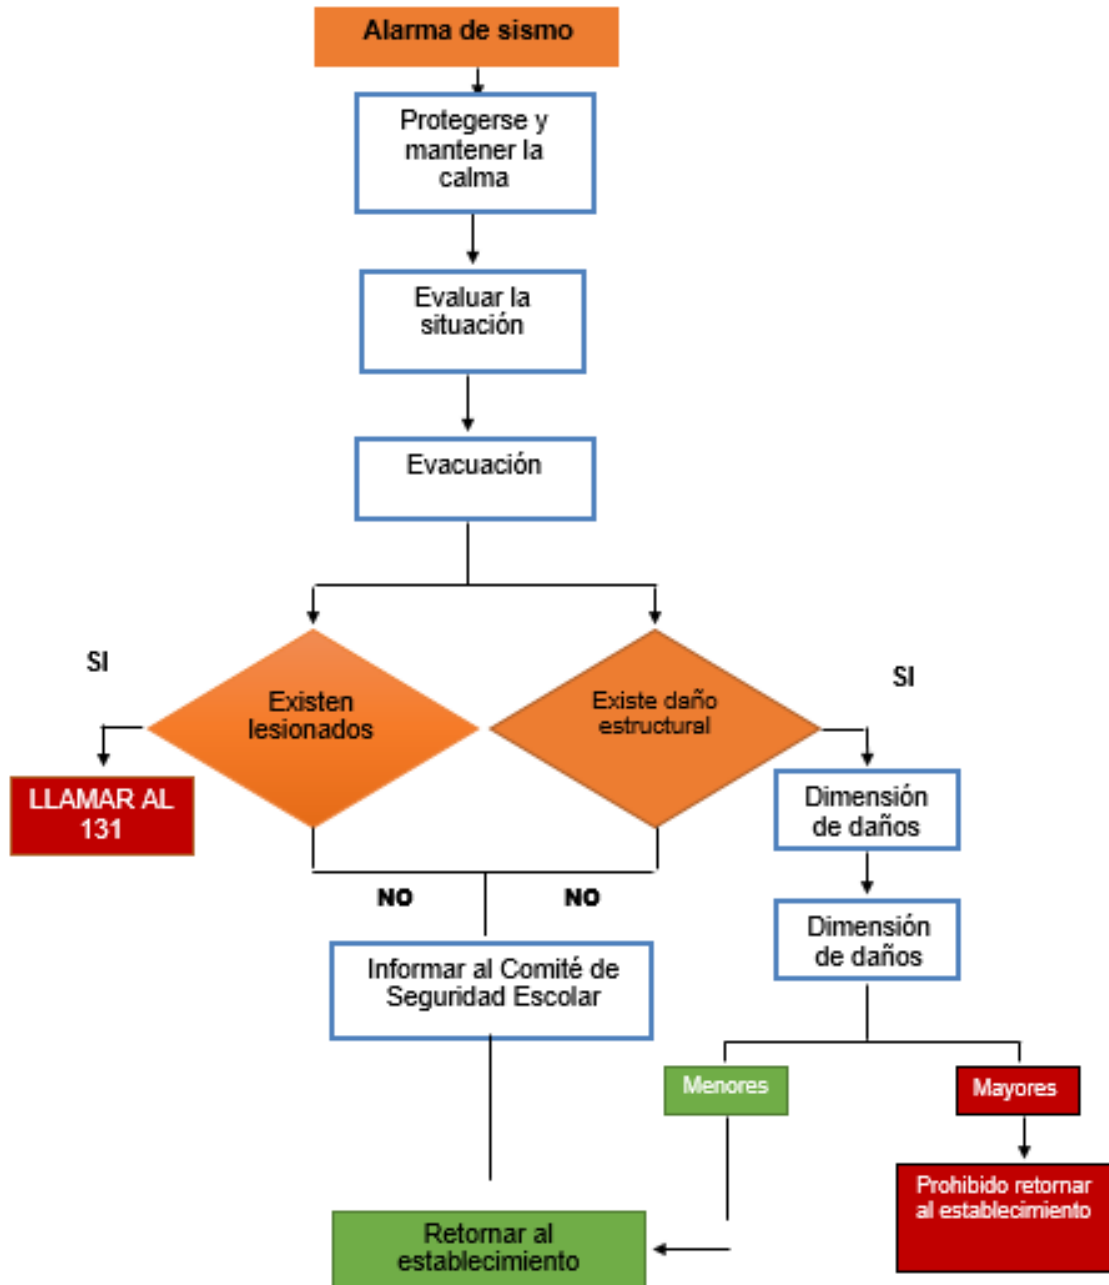 Alarma de sismo
Protegerse y
mantener la
calma
Evaluar la
situación
Evacuación
SI
Existen
lesionados
Existe daño
estructural
SI
LLAMAR AL
131
Dimensión
de daños
NO
NO
Dimensión
de daños
Informar al Comité de
Seguridad Escolar
Menores
Mayores
Prohibido retornar
al establecimiento
Retornar al
establecimiento